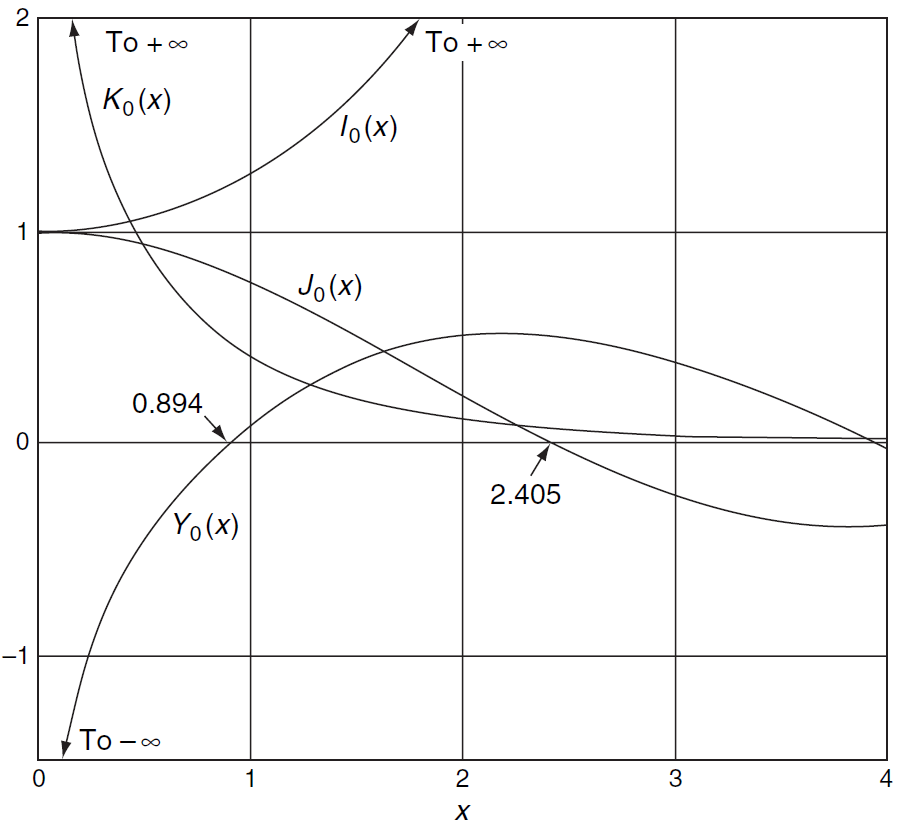 2
To + ∞
To + ∞
K₀(x)
I₀(x)
1
J₀(x)
0.894
0
2.405
Y₀(x)
−1
To − ∞
0
1
2
3
4
x